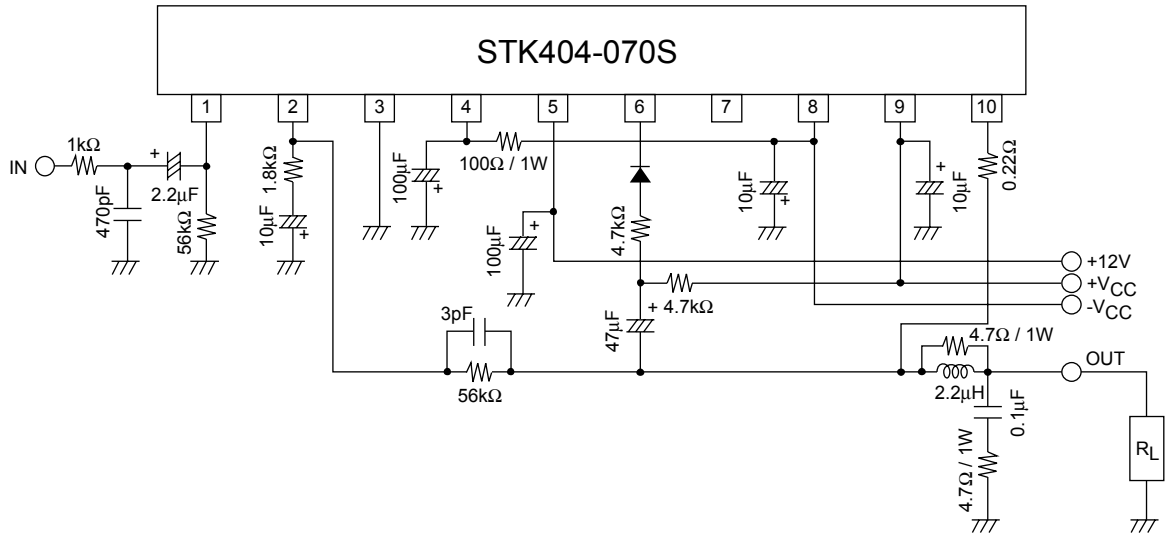 STK404-070S
1 2 3 4 5 6 7 8 9 10
IN
1kΩ
470pF
+
2.2μF
56kΩ
1.8kΩ
10μF
+
100μF
+
100Ω / 1W
100μF
+
4.7kΩ
10μF
+
+
10μF
0.22Ω
+12V
+VCC
-VCC
+ 4.7kΩ
47μF
3pF
56kΩ
4.7Ω / 1W
2.2μH
OUT
0.1μF
4.7Ω / 1W
RL